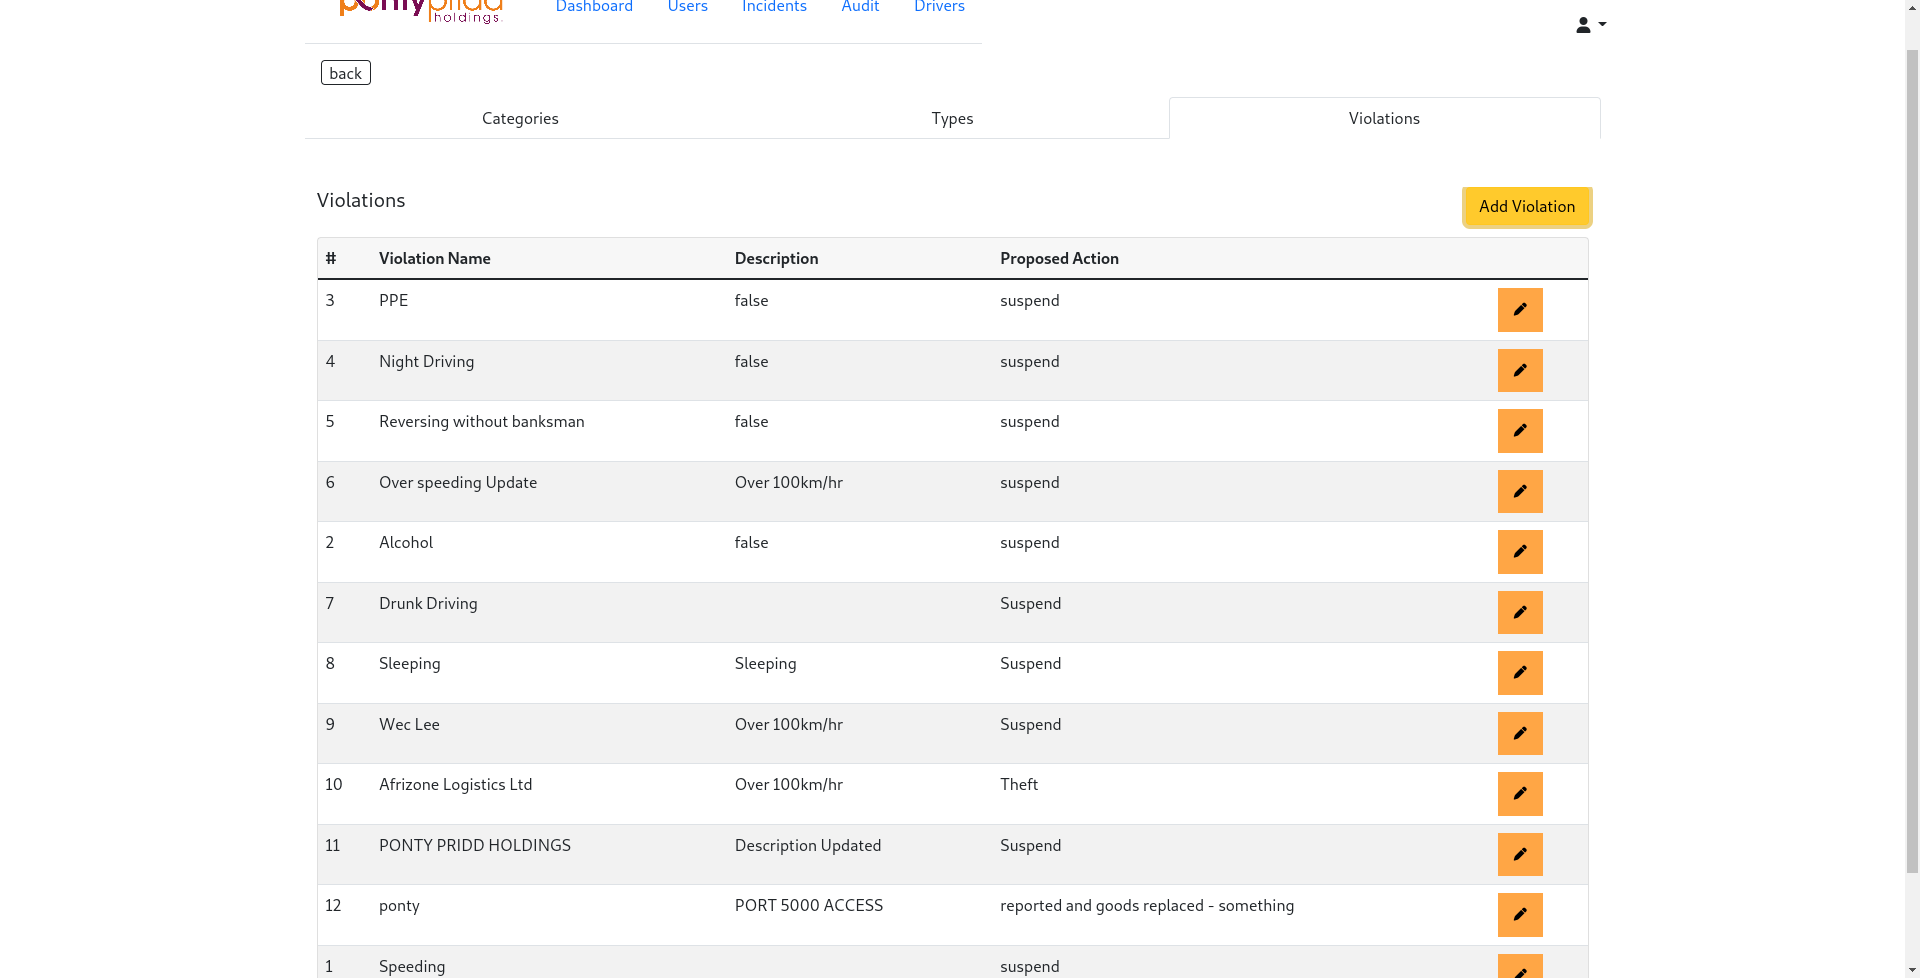 pontypridd
holdings.
Dashboard Users Incidents Audit Drivers
back
Categories Types Violations
Violations
Add Violation
# Violation Name Description Proposed Action
3 PPE false suspend
4 Night Driving false suspend
5 Reversing without banksman false suspend
6 Over speeding Update Over 100km/hr suspend
2 Alcohol false suspend
7 Drunk Driving Suspend
8 Sleeping Sleeping Suspend
9 Wec Lee Over 100km/hr Suspend
10 Afrizone Logistics Ltd Over 100km/hr Theft
11 PONTY PRIDD HOLDINGS Description Updated Suspend
12 ponty PORT 5000 ACCESS reported and goods replaced - something
1 Speeding suspend